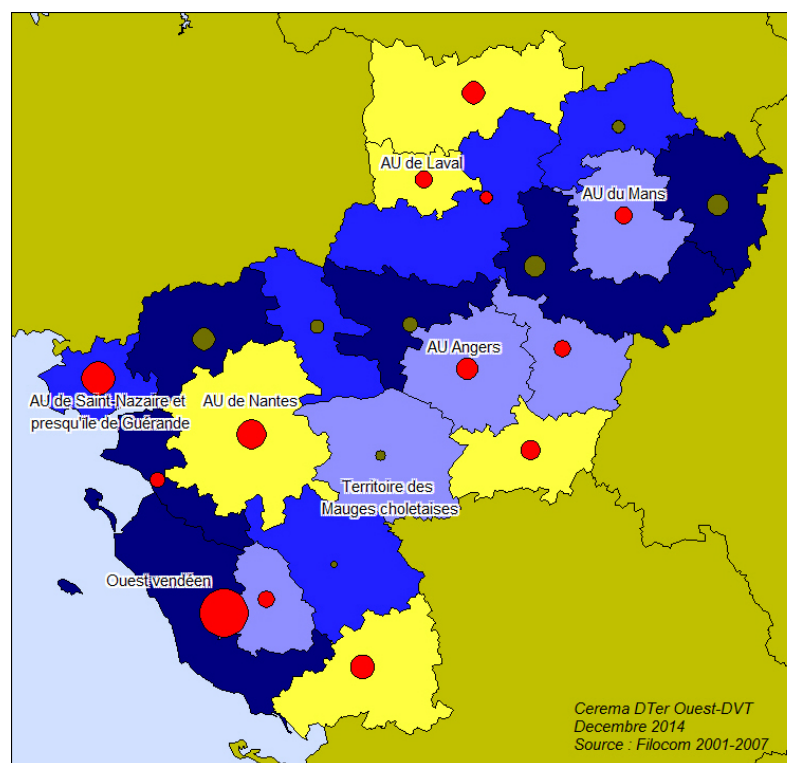 AU de Laval
AU du Mans
AU Angers
AU de Saint-Nazaire et
presqu'île de Guérande
AU de Nantes
Territoire des
Mauges choletaises
Ouest vendéen
Cerema DTer Ouest-DVT
Decembre 2014
Source : Filocom 2001-2007